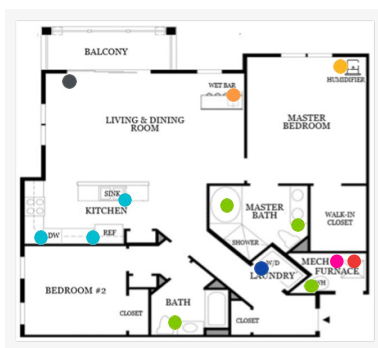 BALCONY
WET BAR
HUMIDIFIER
LIVING & DINING
ROOM
MASTER
BEDROOM
SINK
KITCHEN
MASTER
BATH
WALK-IN
CLOSET
DW
REF
SHOWER
W/D
LAUNDRY
MECH
FURNACE
BEDROOM #2
BATH
CLOSET
CLOSET